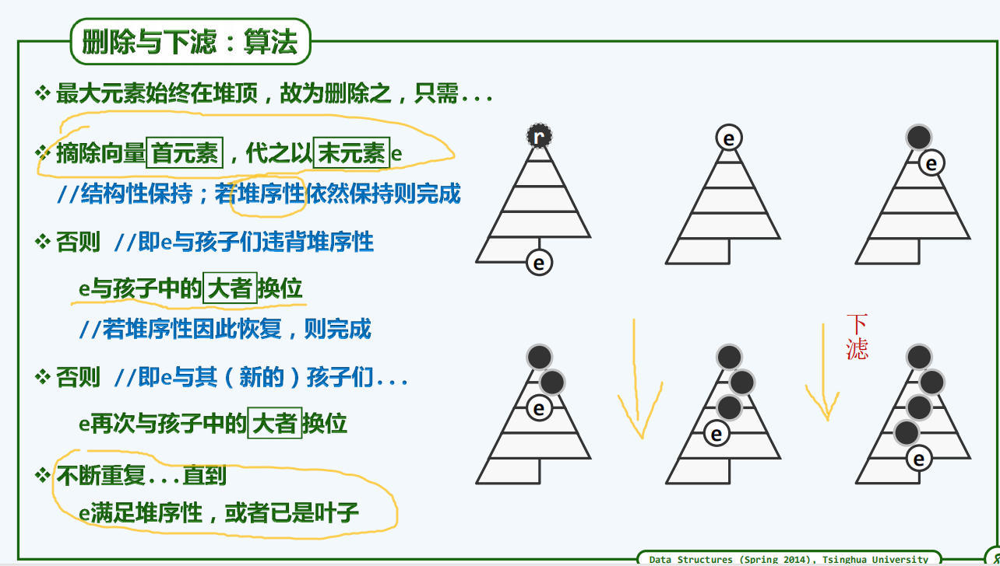 删除与下滤：算法
❖ 最大元素始终在堆顶，故为删除之，只需...
❖ 摘除向量首元素，代之以末元素e
//结构性保持；若堆序性依然保持则完成
❖ 否则 //即e与孩子们违背堆序性
e与孩子中的大者换位
//若堆序性因此恢复，则完成
❖ 否则 //即e与其（新的）孩子们...
e再次与孩子中的大者换位
❖ 不断重复...直到
e满足堆序性，或者已是叶子
r
e
e
e
下滤
e
e
e
Data Structures (Spring 2014), Tsinghua University